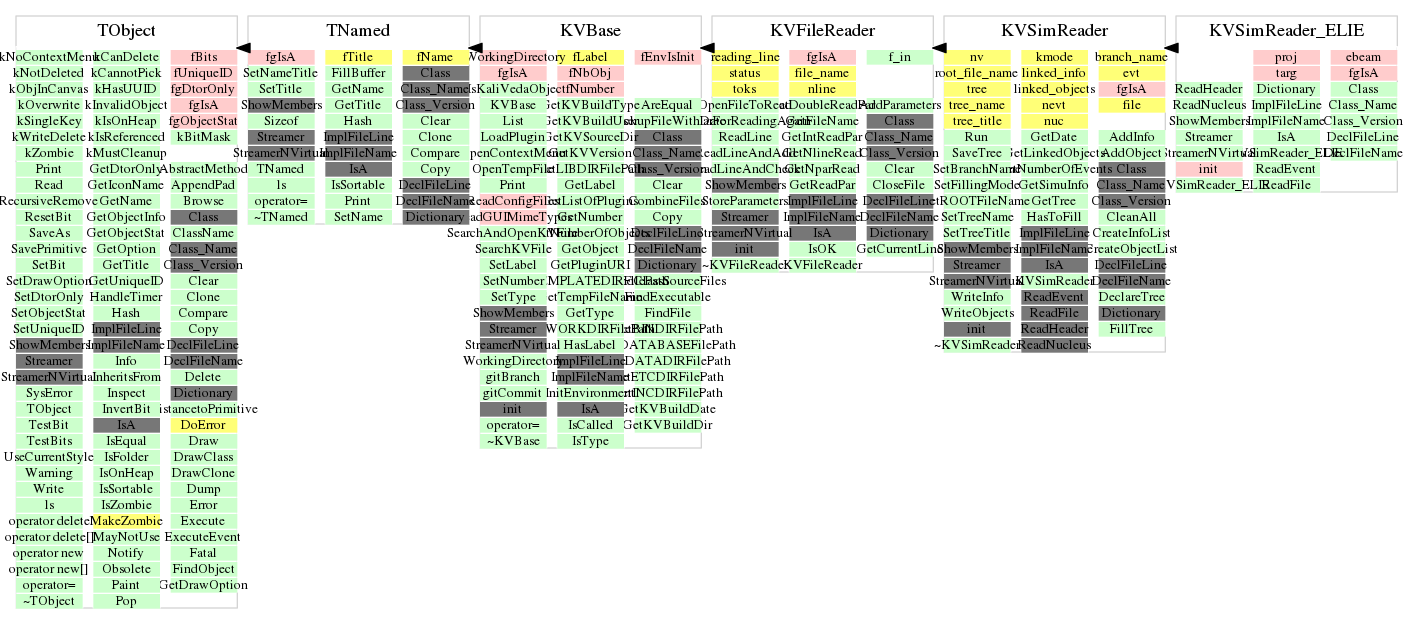 TObject
kNoContextMenu
kNotDeleted
kObjInCanvas
kOverwrite
kSingleKey
kWriteDelete
kZombie
Print
Read
RecursiveRemove
ResetBit
SaveAs
SavePrimitive
SetBit
SetDrawOption
SetDtorOnly
SetObjectStat
SetUniqueID
ShowMembers
Streamer
StreamerNVirtual
SysError
TObject
TestBit
TestBits
UseCurrentStyle
Warning
Write
ls
operator delete
operator delete[]
operator new
operator new[]
operator=
~TObject
kCanDelete
kCannotPick
kHasUUID
kInvalidObject
kIsOnHeap
kIsReferenced
kMustCleanup
GetDtorOnly
GetIconName
GetName
GetObjectInfo
GetObjectStat
GetOption
GetTitle
GetUniqueID
HandleTimer
Hash
ImplFileLine
ImplFileName
Info
InheritsFrom
Inspect
InvertBit
IsA
IsEqual
IsFolder
IsOnHeap
IsSortable
IsZombie
MakeZombie
MayNotUse
Notify
Obsolete
Paint
Pop
fBits
fUniqueID
fgDtorOnly
fgIsA
fgObjectStat
kBitMask
AbstractMethod
AppendPad
Browse
Class
ClassName
Class_Name
Class_Version
Clear
Clone
Compare
Copy
DeclFileLine
DeclFileName
Delete
Dictionary
DistancetoPrimitive
DoError
Draw
DrawClass
DrawClone
Dump
Error
Execute
ExecuteEvent
Fatal
FindObject
GetDrawOption
TNamed
fgIsA
SetNameTitle
SetTitle
ShowMembers
Sizeof
Streamer
StreamerNVirtual
TNamed
ls
operator=
~TNamed
fTitle
FillBuffer
GetName
GetTitle
Hash
ImplFileLine
ImplFileName
IsA
IsSortable
Print
SetName
fName
Class
Class_Name
Class_Version
Clear
Clone
Compare
Copy
DeclFileLine
DeclFileName
Dictionary
KVBase
WorkingDirectory
fgIsA
IsKaliVedaObject
KVBase
List
LoadPlugin
OpenContextMenu
OpenTempFile
Print
ReadConfigFiles
ReadGUIMimeTypes
SearchAndOpenKVFile
SearchKVFile
SetLabel
SetNumber
SetType
ShowMembers
Streamer
StreamerNVirtual
WorkingDirectory
gitBranch
gitCommit
init
operator=
~KVBase
fLabel
fNbObj
fNumber
GetKVBuildType
GetKVBuildUser
GetKVSourceDir
GetKVVersion
GetLIBDIRFilePath
GetLabel
GetListOfPlugins
GetNumber
GetNumberOfObjects
GetObject
GetPluginURI
GetTEMPLATEDIRFilePath
GetTempFileName
GetType
GetWORKDIRFilePath
HasLabel
ImplFileLine
ImplFileName
InitEnvironment
IsA
IsCalled
IsType
fEnvIsInit
AreEqual
BackupFileWithDate
Class
Class_Name
Class_Version
Clear
CombineFiles
Copy
DeclFileLine
DeclFileName
Dictionary
FindClassSourceFiles
FindExecutable
FindFile
GetBINDIRFilePath
GetDATABASEFilePath
GetDATADIRFilePath
GetETCDIRFilePath
GetINCDIRFilePath
GetKVBuildDate
GetKVBuildDir
KVFileReader
reading_line
status
toks
OpenFileToRead
ReadLine
ReadLineAndAdd
ReadLineAndCheck
ShowMembers
StoreParameters
Streamer
StreamerNVirtual
init
~KVFileReader
fgIsA
file_name
nline
GetDoubleReadPar
GetFileName
GetIntReadPar
GetNlineRead
GetNparRead
GetReadPar
ImplFileLine
ImplFileName
IsA
IsOK
KVFileReader
f_in
AddParameters
Class
Class_Name
Class_Version
Clear
CloseFile
DeclFileLine
DeclFileName
Dictionary
GetCurrentLine
KVSimReader
nv
root_file_name
tree
tree_name
tree_title
Run
SaveTree
SetBranchName
SetFillingMode
SetROOTFileName
SetTreeName
SetTreeTitle
ShowMembers
Streamer
StreamerNVirtual
WriteInfo
WriteObjects
init
~KVSimReader
kmode
linked_info
linked_objects
nevt
nuc
GetDate
GetLinkedObjects
GetNumberOfEvents
GetSimuInfo
GetTree
HasToFill
ImplFileLine
ImplFileName
IsA
KVSimReader
ReadEvent
ReadFile
ReadHeader
ReadNucleus
branch_name
evt
fgIsA
file
AddInfo
AddObject
Class
Class_Name
Class_Version
CleanAll
CreateInfoList
CreateObjectList
DeclFileLine
DeclFileName
DeclareTree
Dictionary
FillTree
KVSimReader_ELIE
ReadHeader
ReadNucleus
ShowMembers
Streamer
StreamerNVirtual
init
~KVSimReader_ELIE
proj
targ
Dictionary
ImplFileLine
ImplFileName
IsA
KVSimReader_ELIE
ReadEvent
ReadFile
ebeam
fgIsA
Class
Class_Name
Class_Version
DeclFileLine
DeclFileName